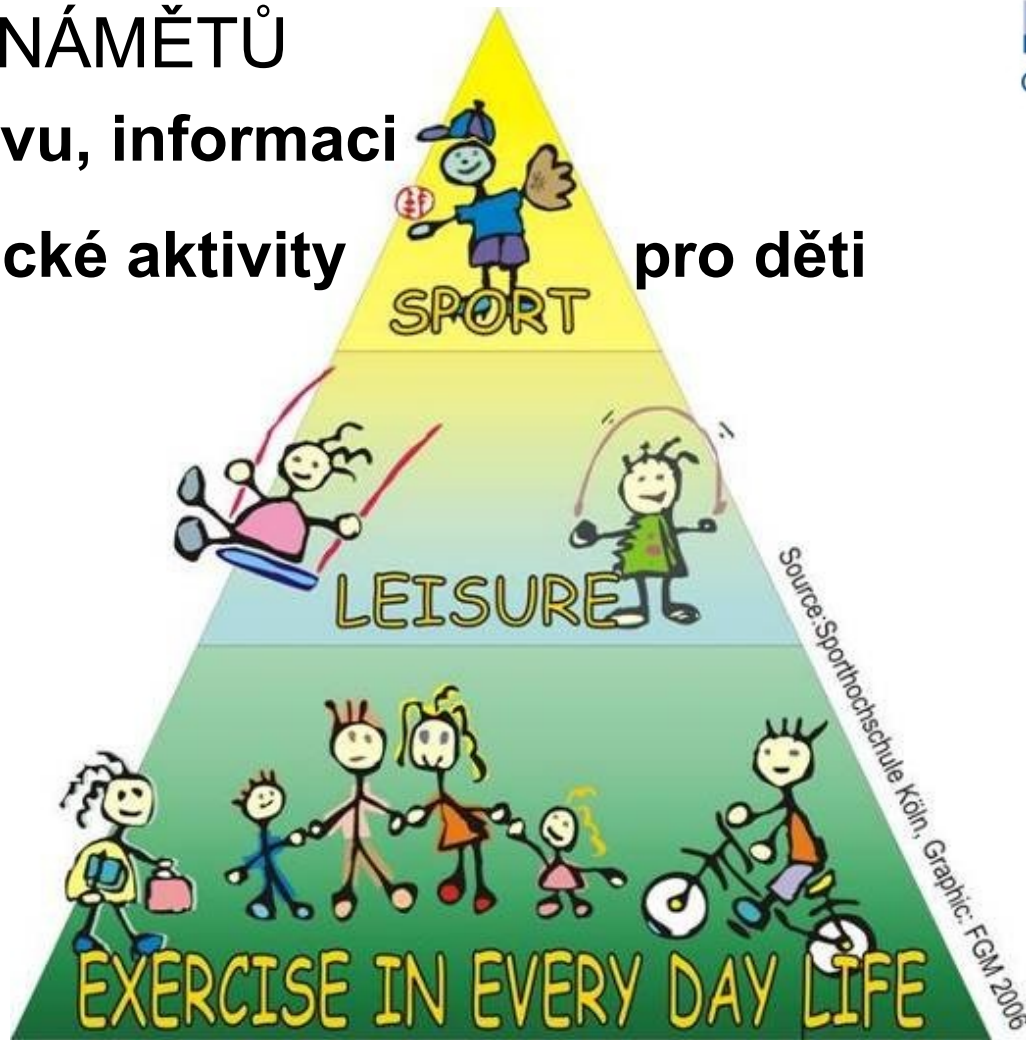 NÁMĚTŮ
vu, informaci
cké aktivity pro děti
SPORT
LEISURE
EXERCISE IN EVERY DAY LIFE
Source:Sporthochschule Köln, Graphic: FGM 2006